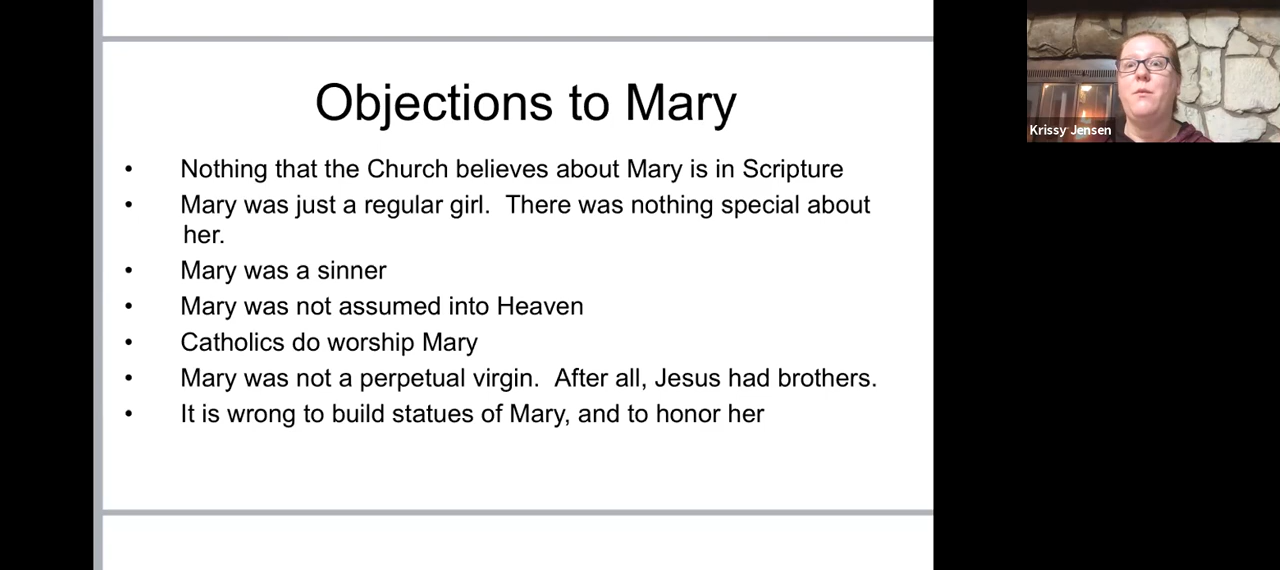 Objections to Mary
• Nothing that the Church believes about Mary is in Scripture
• Mary was just a regular girl.  There was nothing special about
her.
• Mary was a sinner
• Mary was not assumed into Heaven
• Catholics do worship Mary
• Mary was not a perpetual virgin.  After all, Jesus had brothers.
• It is wrong to build statues of Mary, and to honor her
Krissy Jensen